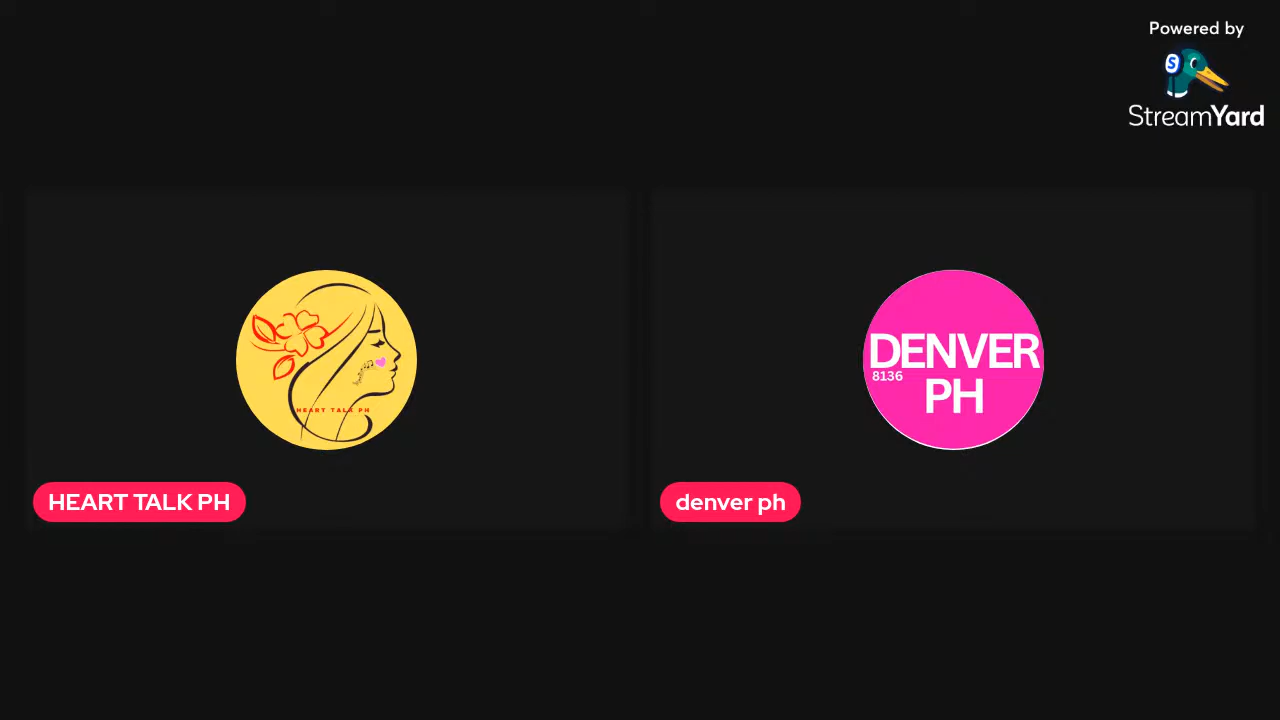 Powered by
S
StreamYard
HEART TALK PH
DENVER
8136
PH
HEART TALK PH
denver ph